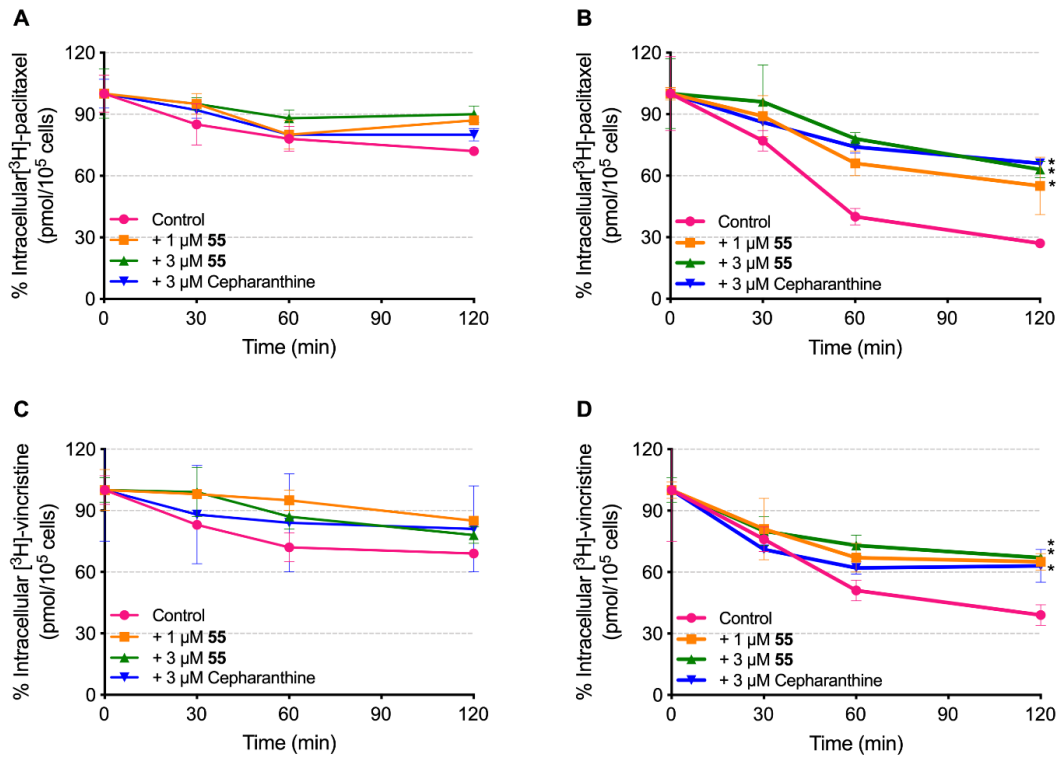 A
% Intracellular[³H]-paclitaxel
(pmol/10⁵ cells)
120
90
60
30
0
Control
+ 1 µM 55
+ 3 µM 55
+ 3 µM Cepharanthine
0 30 60 90 120
Time (min)
B
% Intracellular[³H]-paclitaxel
(pmol/10⁵ cells)
120
90
60
30
0
*
*
*
Control
+ 1 µM 55
+ 3 µM 55
+ 3 µM Cepharanthine
0 30 60 90 120
Time (min)
C
% Intracellular [³H]-vincristine
(pmol/10⁵ cells)
120
90
60
30
0
Control
+ 1 µM 55
+ 3 µM 55
+ 3 µM Cepharanthine
0 30 60 90 120
Time (min)
D
% Intracellular [³H]-vincristine
(pmol/10⁵ cells)
120
90
60
30
0
*
*
*
Control
+ 1 µM 55
+ 3 µM 55
+ 3 µM Cepharanthine
0 30 60 90 120
Time (min)